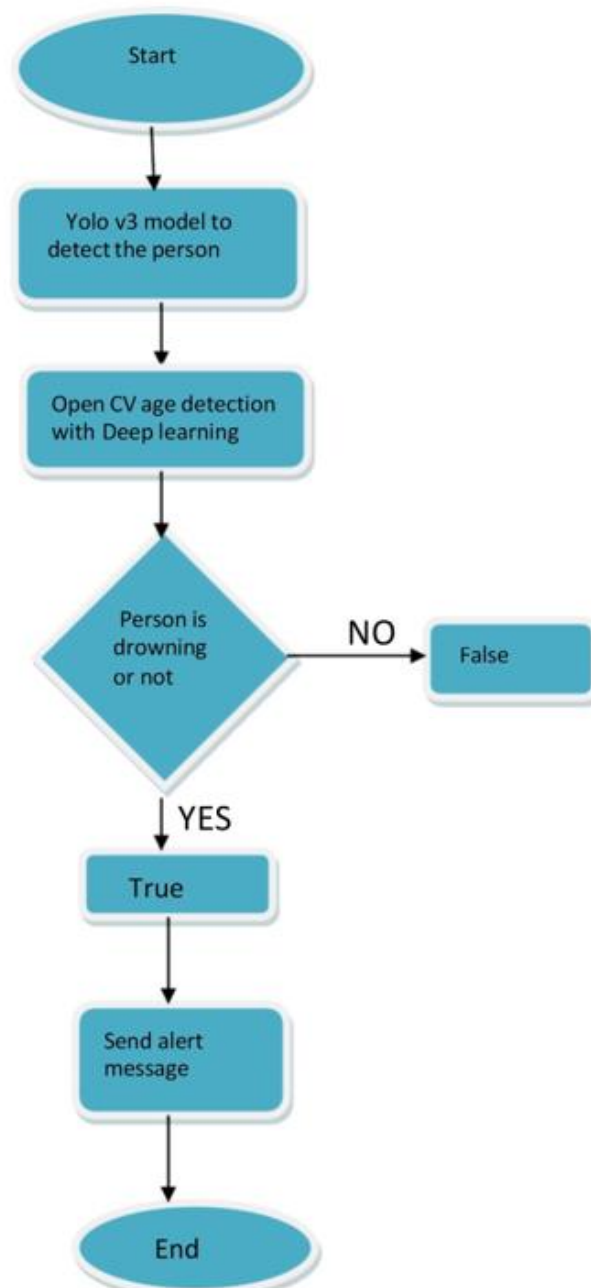 Start
Yolo v3 model to
detect the person
Open CV age detection
with Deep learning
Person is
drowning
or not
NO
False
YES
True
Send alert
message
End